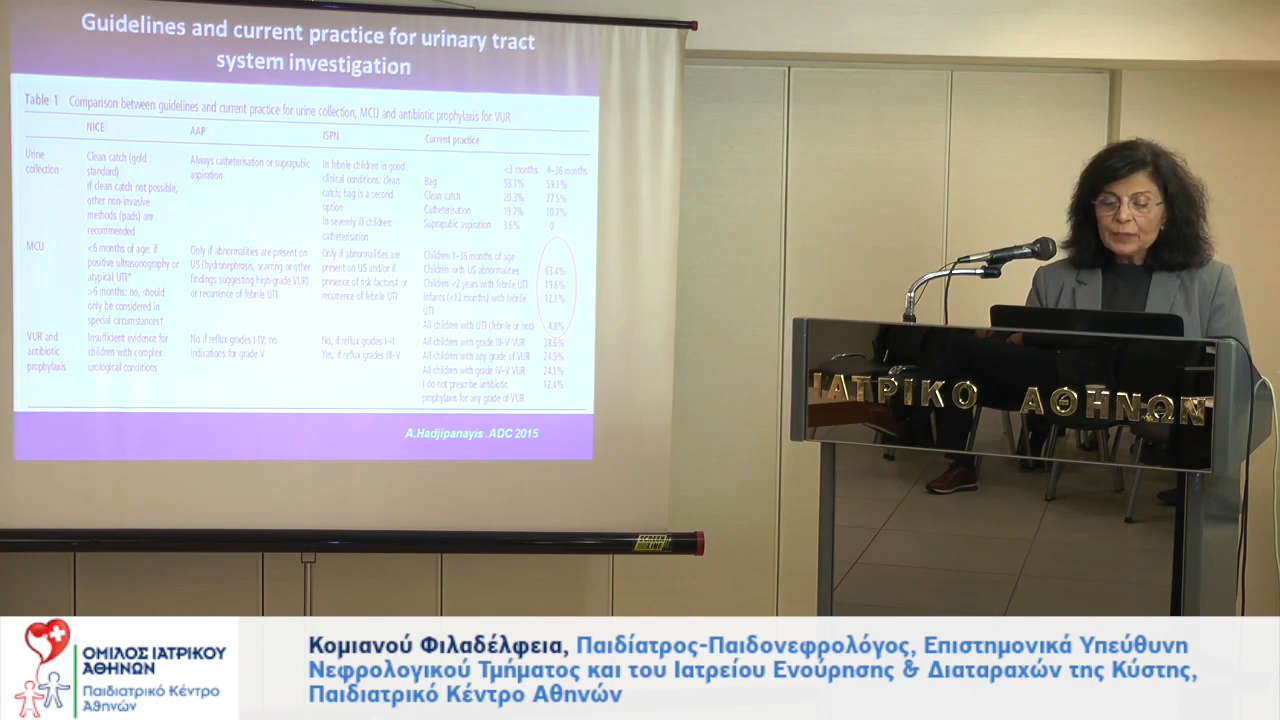 Guidelines and current practice for urinary tract
system investigation
Table 1 Comparison between guidelines and current practice for urine collection, MCU and antibiotic prophylaxis for VUR
NICE AAP ISPN Current practice
Urine
collection
Clean catch (gold
standard)
If clean catch not possible,
other non-invasive
methods (pads) are
recommended
Always catheterisation or suprapubic
aspiration
In febrile children in good
clinical conditions: clean
catch; bag is a second
option
In severely ill children:
catheterisation
<3 months 4–36 months
Bag 53.1% 59.1%
Clean catch 20.3% 27.5%
Catheterisation 19.7% 10.7%
Suprapubic aspiration 3.6% 0
MCU
<6 months of age: if
positive ultrasonography or
atypical UTI*
>6 months: no, should
only be considered in
special circumstances†
Only if abnormalities are present on
US (hydronephrosis, scarring or other
findings suggesting high-grade VUR)
or recurrence of febrile UTI
Only if abnormalities are
present on US and/or if
presence of risk factors‡ or
recurrence of febrile UTI
Children 1–36 months of age
Children with US abnormalities 63.4%
Children <2 years with febrile UTI 19.6%
Infants (<12 months) with febrile 12.1%
UTI
All children with UTI (febrile or not) 4.8%
VUR and
antibiotic
prophylaxis
Insufficient evidence for
children with complex
urological conditions
No if reflux grades I-IV, no
indications for grade V
No, if reflux grades I–II
Yes, if reflux grades III–V
All children with grade III–V VUR 38.6%
All children with any grade of VUR 24.9%
All children with grade IV–V VUR 24.1%
I do not prescribe antibiotic 12.4%
prophylaxis for any grade of VUR
A.Hadjipanayis .ADC 2015
SCREEN
LINE
ΙΑΤΡΙΚΟ ΑΘΗΝΩΝ
ΟΜΙΛΟΣ ΙΑΤΡΙΚΟΥ
ΑΘΗΝΩΝ
Παιδιατρικό Κέντρο
Αθηνών
Κομιανού Φιλαδέλφεια, Παιδίατρος-Παιδονεφρολόγος, Επιστημονικά Υπεύθυνη
Νεφρολογικού Τμήματος και του Ιατρείου Ενούρησης & Διαταραχών της Κύστης,
Παιδιατρικό Κέντρο Αθηνών